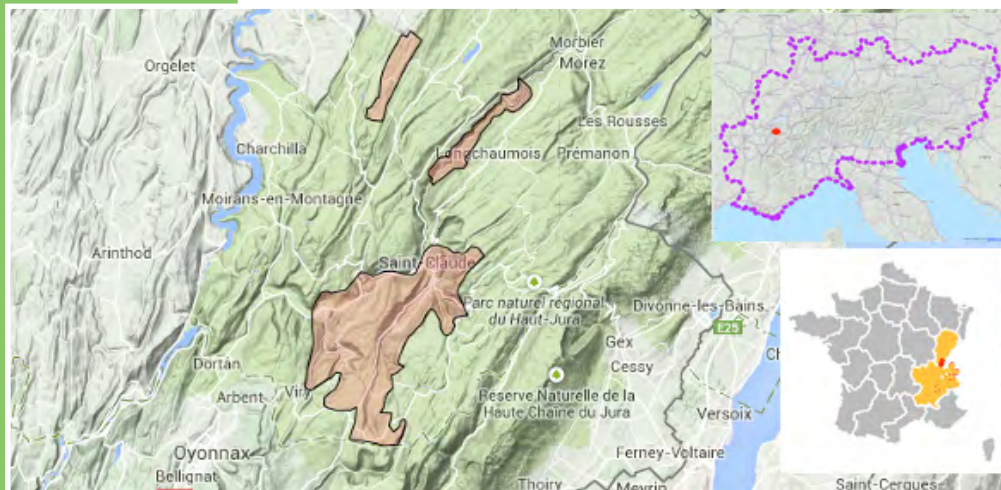 Orgelet
Morbier
Morez
Les Rousses
Charchilla
Longchaumois
Prémanon
Moirans-en-Montagne
Arinthod
Saint-Claude
Parc naturel régional
du Haut-Jura
Divonne-les-Bains
E25
Gex
Cessy
Dortan
Viry
Arbent
Reserve Naturelle de la
Haute Chaîne du Jura
Versoix
Oyonnax
Ferney-Voltaire
Bellignat
Thoiry
Meyrin
Saint-Cergues